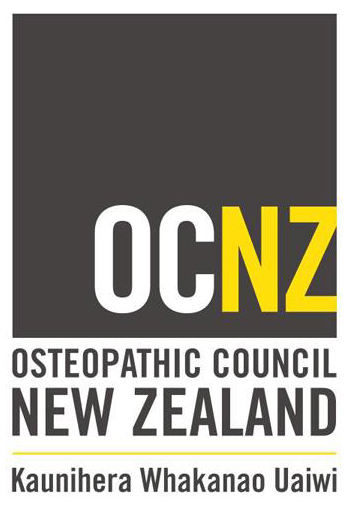 OCNZ
OSTEOPATHIC COUNCIL
NEW ZEALAND
Kaunihera Whakanao Uaiwi